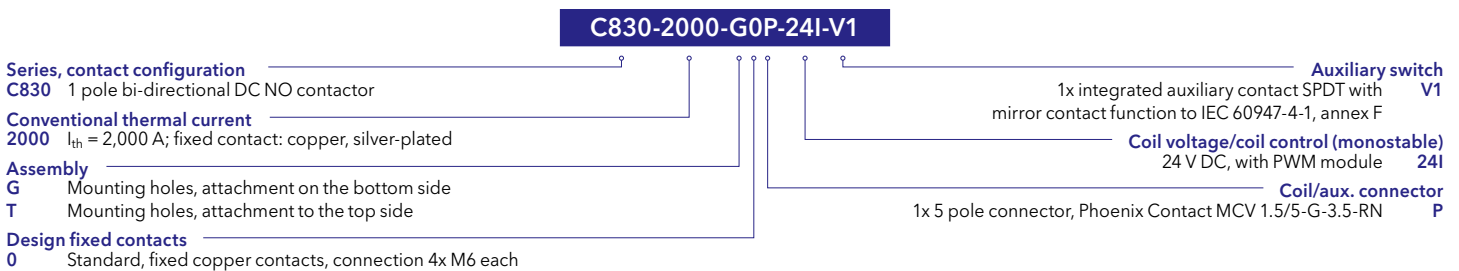 C830-2000-G0P-24I-V1
Series, contact configuration
C830 1 pole bi-directional DC NO contactor
Conventional thermal current
2000 Ith = 2,000 A; fixed contact: copper, silver-plated
Assembly
G Mounting holes, attachment on the bottom side
T Mounting holes, attachment to the top side
Design fixed contacts
0 Standard, fixed copper contacts, connection 4x M6 each
Auxiliary switch
1x integrated auxiliary contact SPDT with V1
mirror contact function to IEC 60947-4-1, annex F
Coil voltage/coil control (monostable)
24 V DC, with PWM module 24I
Coil/aux. connector
1x 5 pole connector, Phoenix Contact MCV 1.5/5-G-3.5-RN P